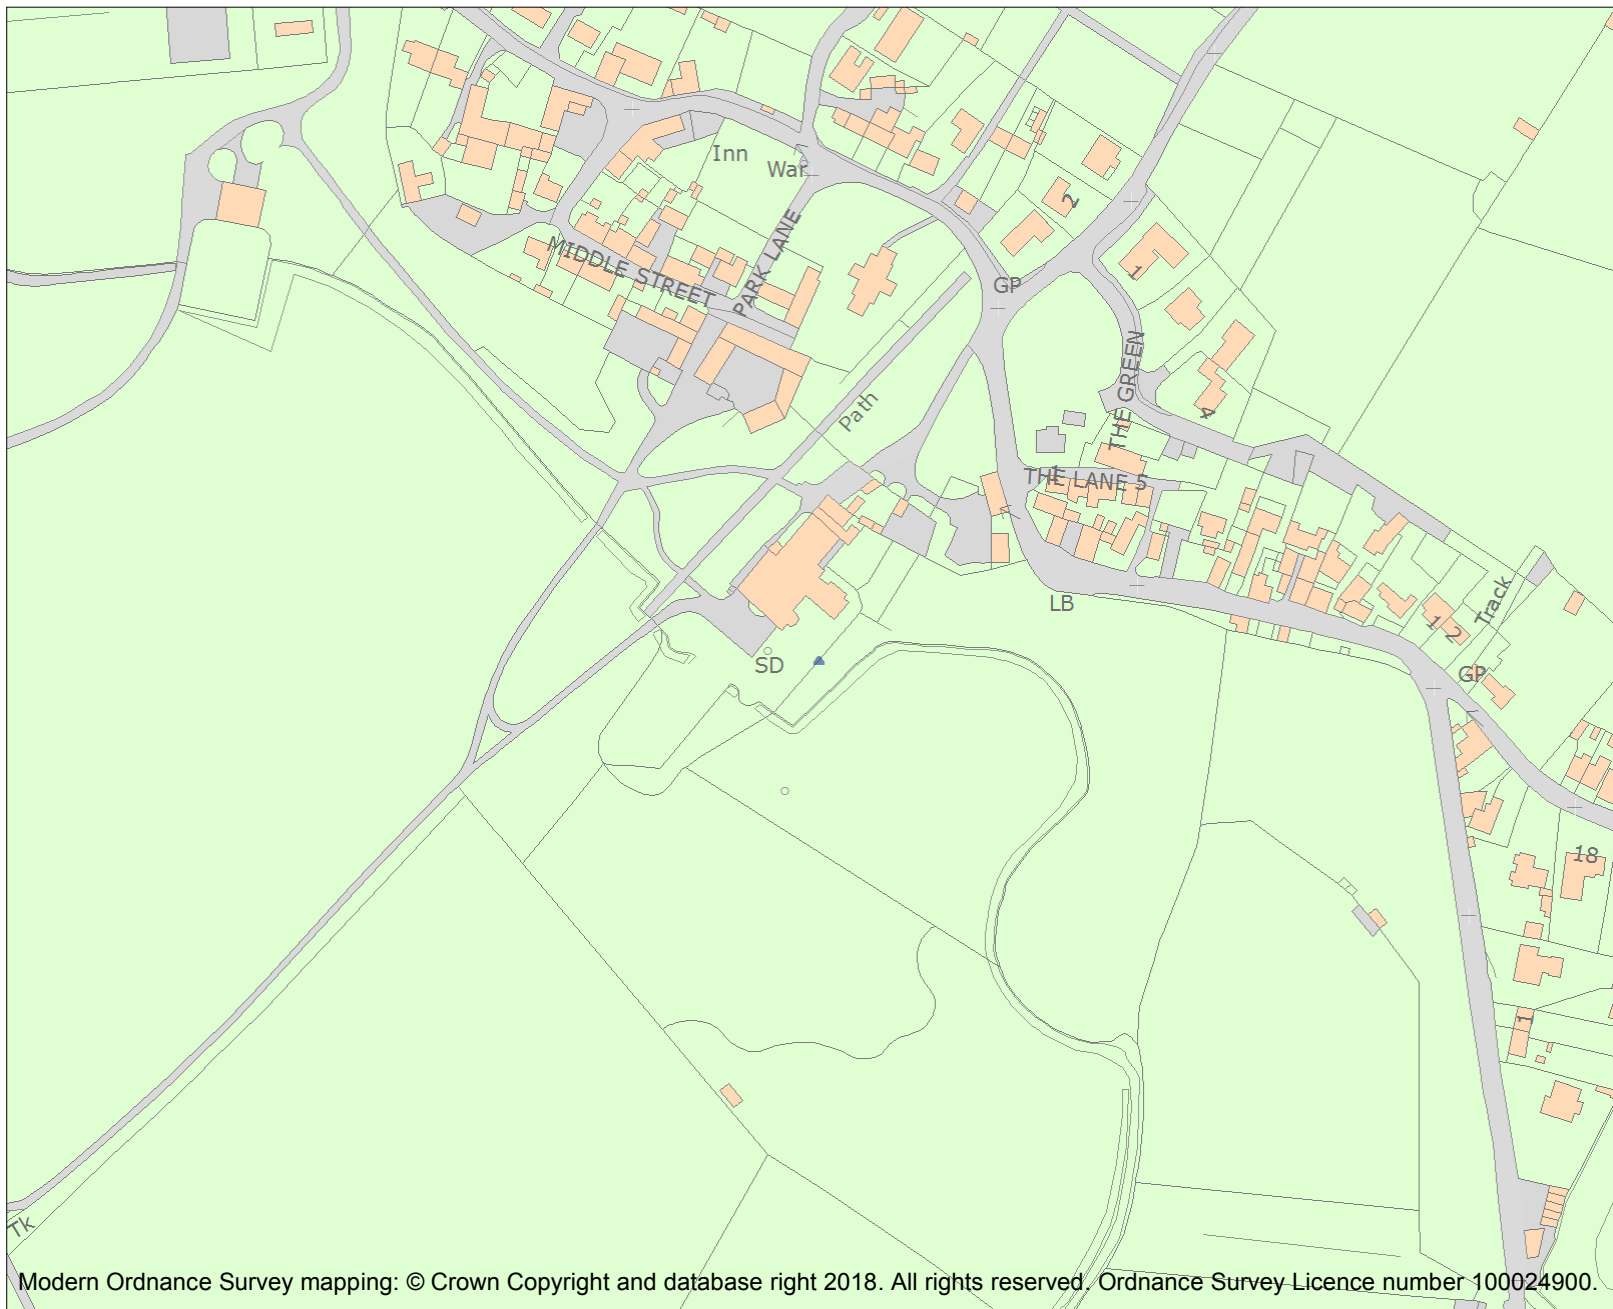 Inn
War
2
PARK LANE
MIDDLE STREET
1
GP
THE GREEN
Path
4
THE LANE 5
1
LB
Track
1 2
SD
GP
18
1
Tk
Modern Ordnance Survey mapping: © Crown Copyright and database right 2018. All rights reserved. Ordnance Survey Licence number 100024900.